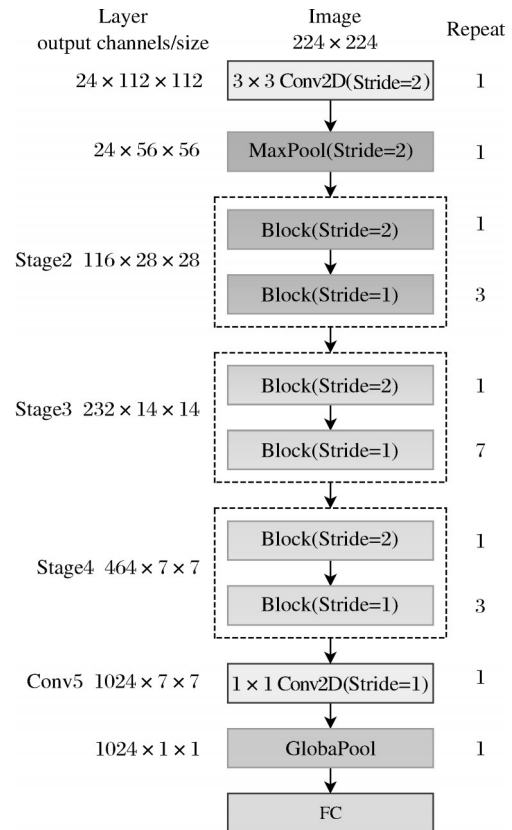 Layer
output channels/size
Image
224 × 224
Repeat
24 × 112 × 112
3 × 3 Conv2D(Stride=2)
1
24 × 56 × 56
MaxPool(Stride=2)
1
Block(Stride=2)
1
Stage2 116 × 28 × 28
Block(Stride=1)
3
Block(Stride=2)
1
Stage3 232 × 14 × 14
Block(Stride=1)
7
Block(Stride=2)
1
Stage4 464 × 7 × 7
Block(Stride=1)
3
Conv5 1024 × 7 × 7
1 × 1 Conv2D(Stride=1)
1
1024 × 1 × 1
GlobaPool
1
FC